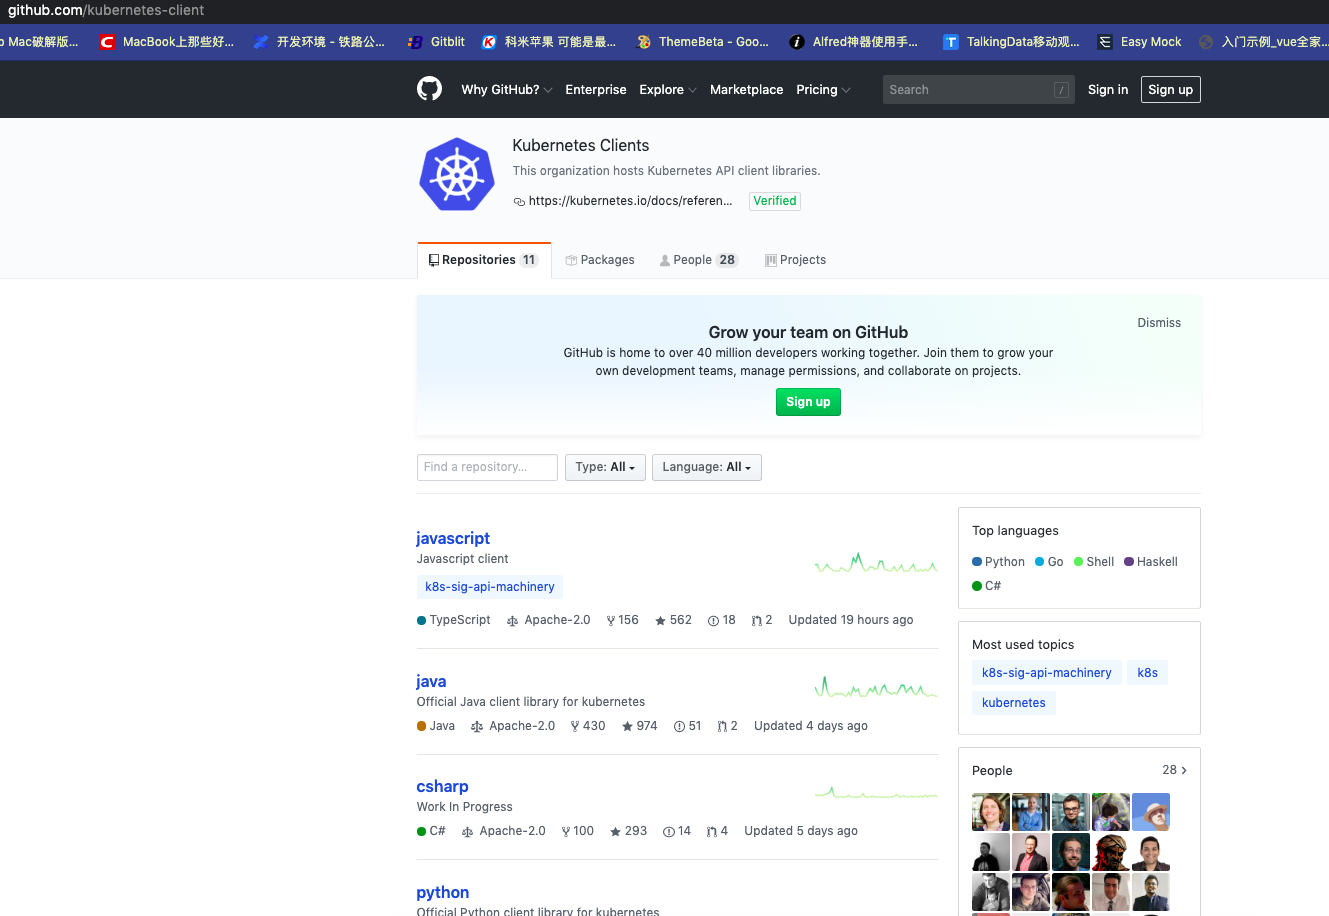 github.com/kubernetes-client
Mac破解版... MacBook上那些好... 开发环境 - 铁路公... Gitblit 科米苹果 可能是最... ThemeBeta - Goo... Alfred神器使用手... TalkingData移动观... Easy Mock 入门示例_vue全家...
Why GitHub? Enterprise Explore Marketplace Pricing Search / Sign in Sign up
Kubernetes Clients
This organization hosts Kubernetes API client libraries.
https://kubernetes.io/docs/referen... Verified
Repositories 11 Packages People 28 Projects
Dismiss
Grow your team on GitHub
GitHub is home to over 40 million developers working together. Join them to grow your
own development teams, manage permissions, and collaborate on projects.
Sign up
Find a repository... Type: All Language: All
javascript
Javascript client
k8s-sig-api-machinery
TypeScript Apache-2.0 156 562 18 2 Updated 19 hours ago
java
Official Java client library for kubernetes
Java Apache-2.0 430 974 51 2 Updated 4 days ago
csharp
Work In Progress
C# Apache-2.0 100 293 14 4 Updated 5 days ago
python
Official Python client library for kubernetes
Top languages
Python Go Shell Haskell
C#
Most used topics
k8s-sig-api-machinery k8s
kubernetes
People 28